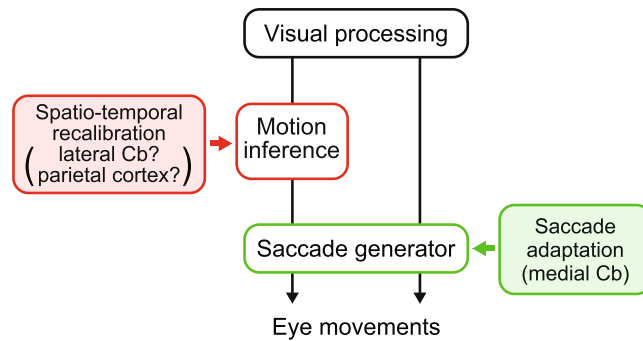 Visual processing
Spatio-temporal
recalibration
(lateral Cb?
parietal cortex?)
Motion
inference
Saccade generator
Saccade
adaptation
(medial Cb)
Eye movements